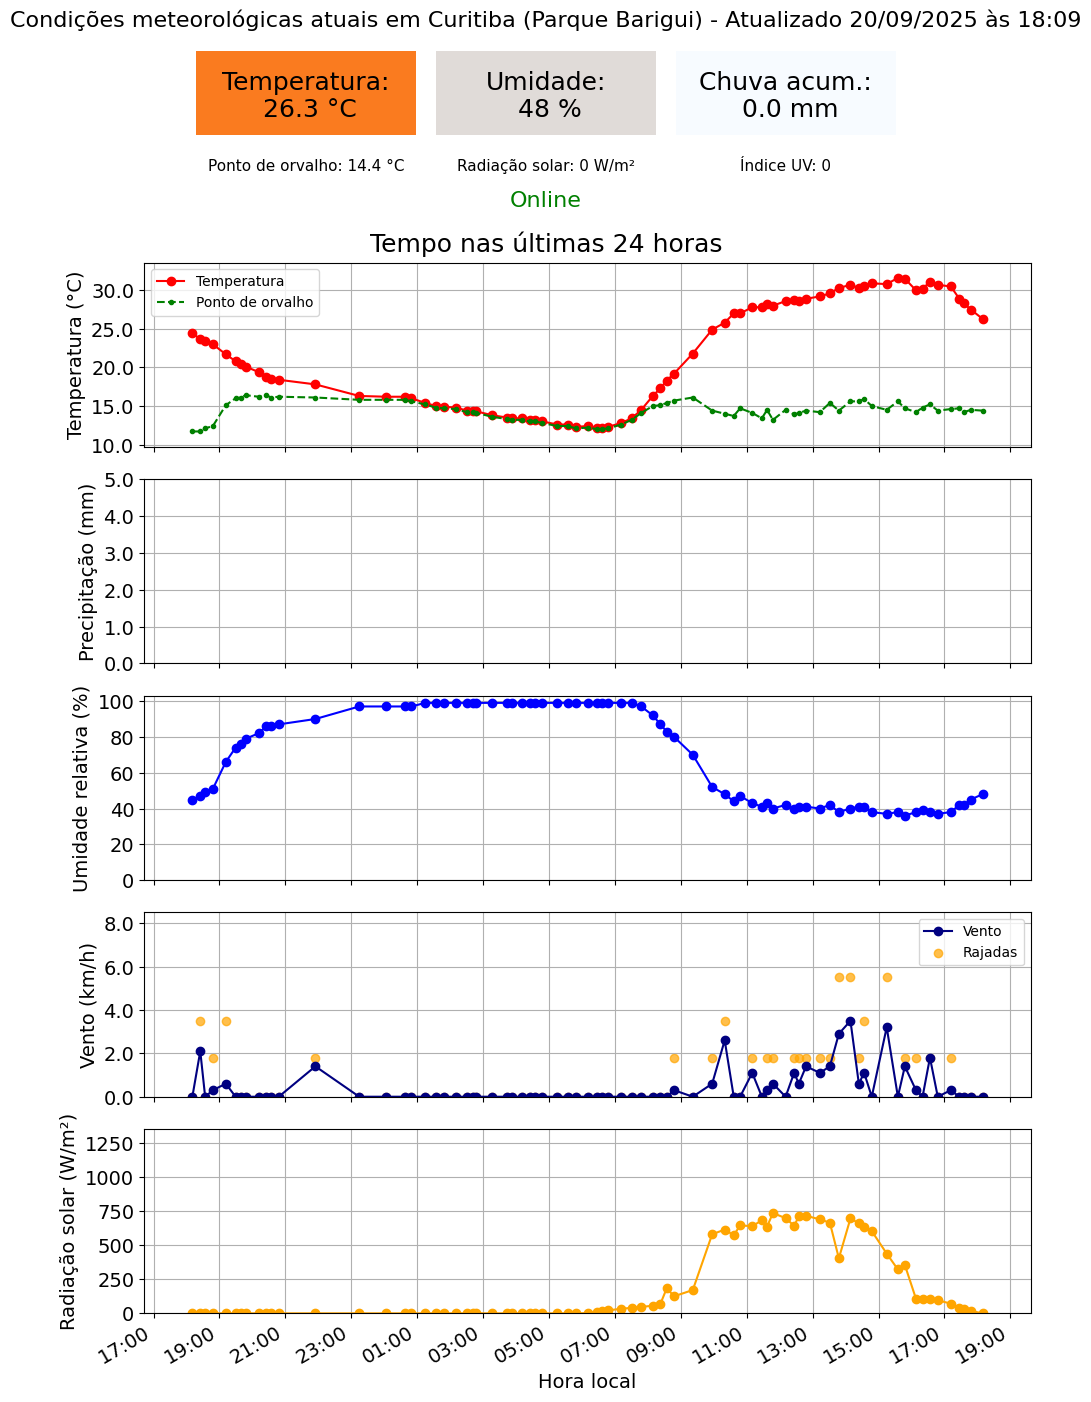 Condições meteorológicas atuais em Curitiba (Parque Barigui) - Atualizado 20/09/2025 às 18:09
Temperatura:
26.3 °C
Umidade:
48 %
Chuva acum.:
0.0 mm
Ponto de orvalho: 14.4 °C
Radiação solar: 0 W/m²
Índice UV: 0
Online
Tempo nas últimas 24 horas
Temperatura (°C)
30.0
25.0
20.0
15.0
10.0
Temperatura
Ponto de orvalho
Precipitação (mm)
5.0
4.0
3.0
2.0
1.0
0.0
Umidade relativa (%)
100
80
60
40
20
0
Vento (km/h)
8.0
6.0
4.0
2.0
0.0
Vento
Rajadas
Radiação solar (W/m²)
1250
1000
750
500
250
0
17:00
19:00
21:00
23:00
01:00
03:00
05:00
07:00
09:00
11:00
13:00
15:00
17:00
19:00
Hora local